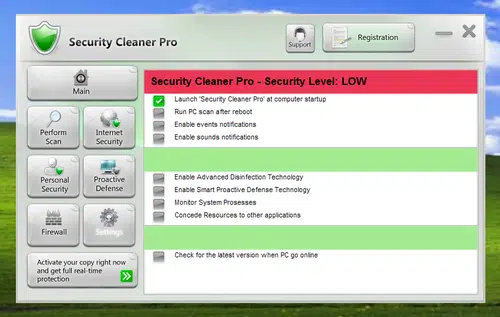 Security Cleaner Pro
Support
Registration
Main
Perform
Scan
Internet
Security
Personal
Security
Proactive
Defense
Firewall
Settings
Activate your copy right now
and get full real-time
protection
Security Cleaner Pro - Security Level: LOW
Launch 'Security Cleaner Pro' at computer startup
Run PC scan after reboot
Enable events notifications
Enable sounds notifications
Enable Advanced Disinfection Technology
Enable Smart Proactive Defense Technology
Monitor System Prosesses
Concede Resources to other applications
Check for the latest version when PC go online